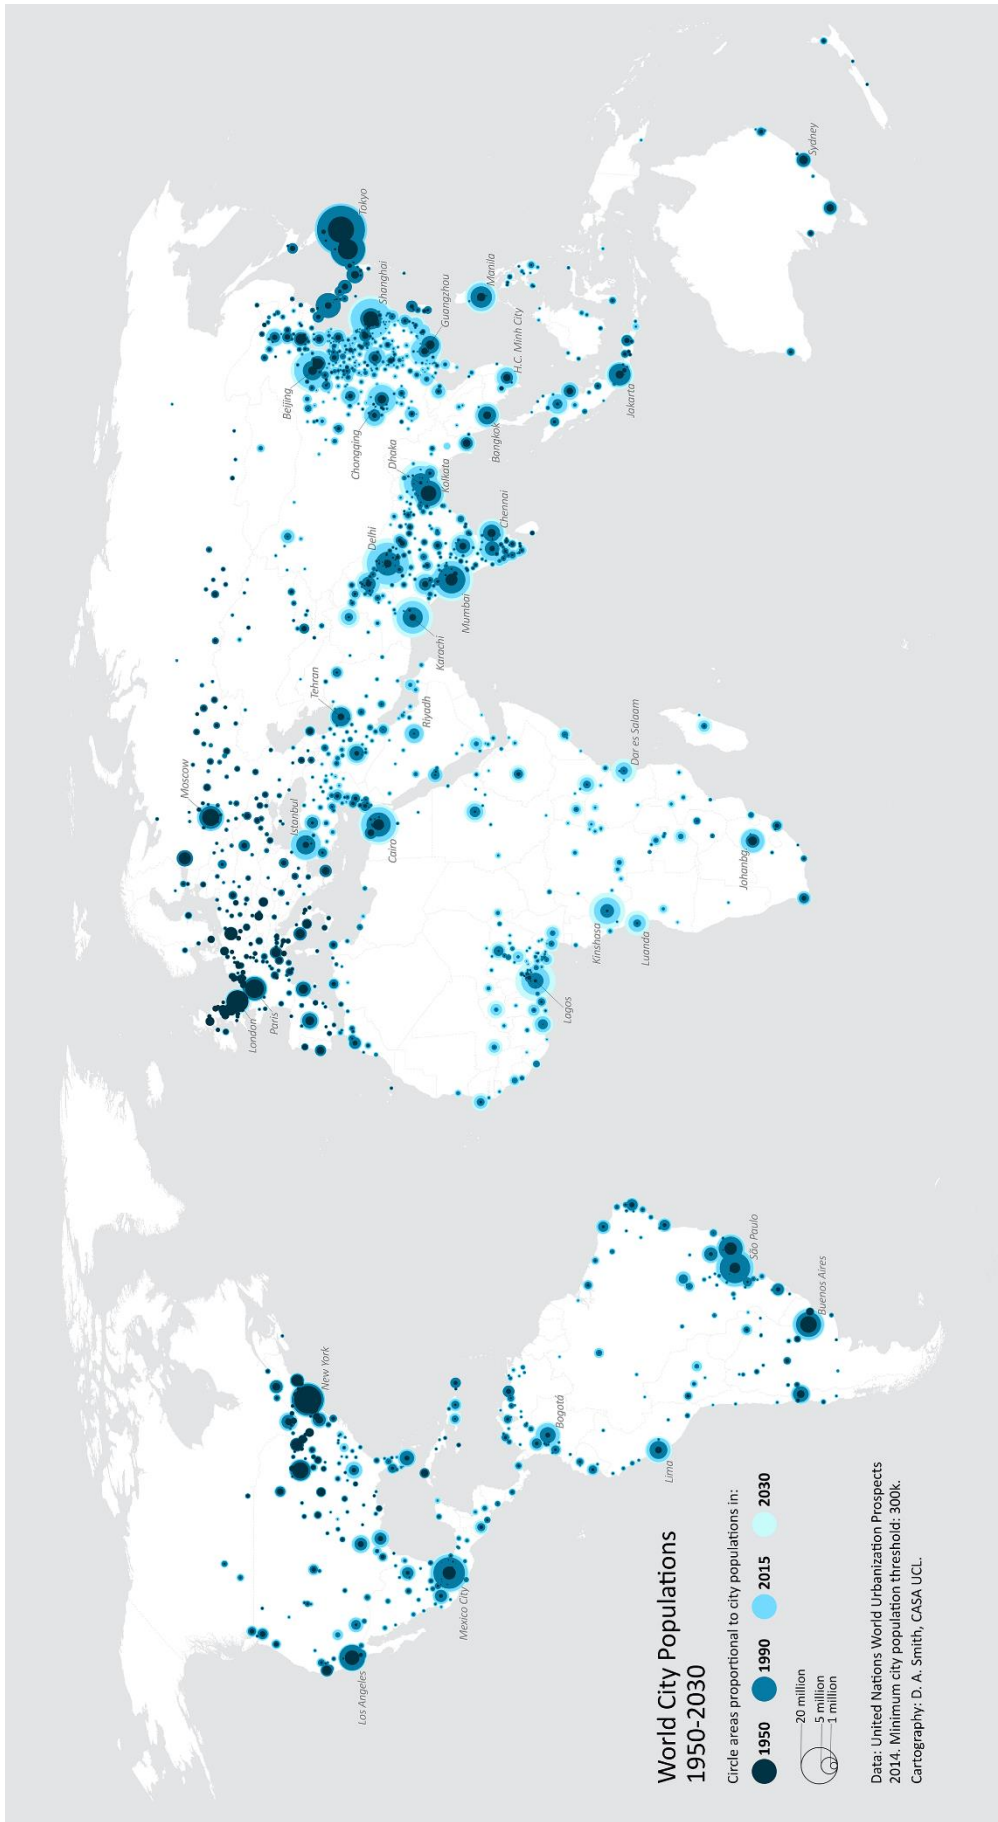 World City Populations
1950-2030
Circle areas proportional to city populations in:
1950 1990 2015 2030
20 million
5 million
1 million
Data: United Nations World Urbanization Prospects
2014. Minimum city population threshold: 300k.
Cartography: D. A. Smith, CASA UCL.
Los Angeles
Mexico City
New York
Bogotá
Lima
São Paulo
Buenos Aires
London
Paris
Moscow
Istanbul
Cairo
Lagos
Kinshasa
Luanda
Johanbg
Dar es Salaam
Tehran
Riyadh
Karachi
Mumbai
Delhi
Chennai
Kolkata
Dhaka
Chongqing
Beijing
Bangkok
H.C. Minh City
Jakarta
Guangzhou
Shanghai
Manila
Tokyo
Sydney